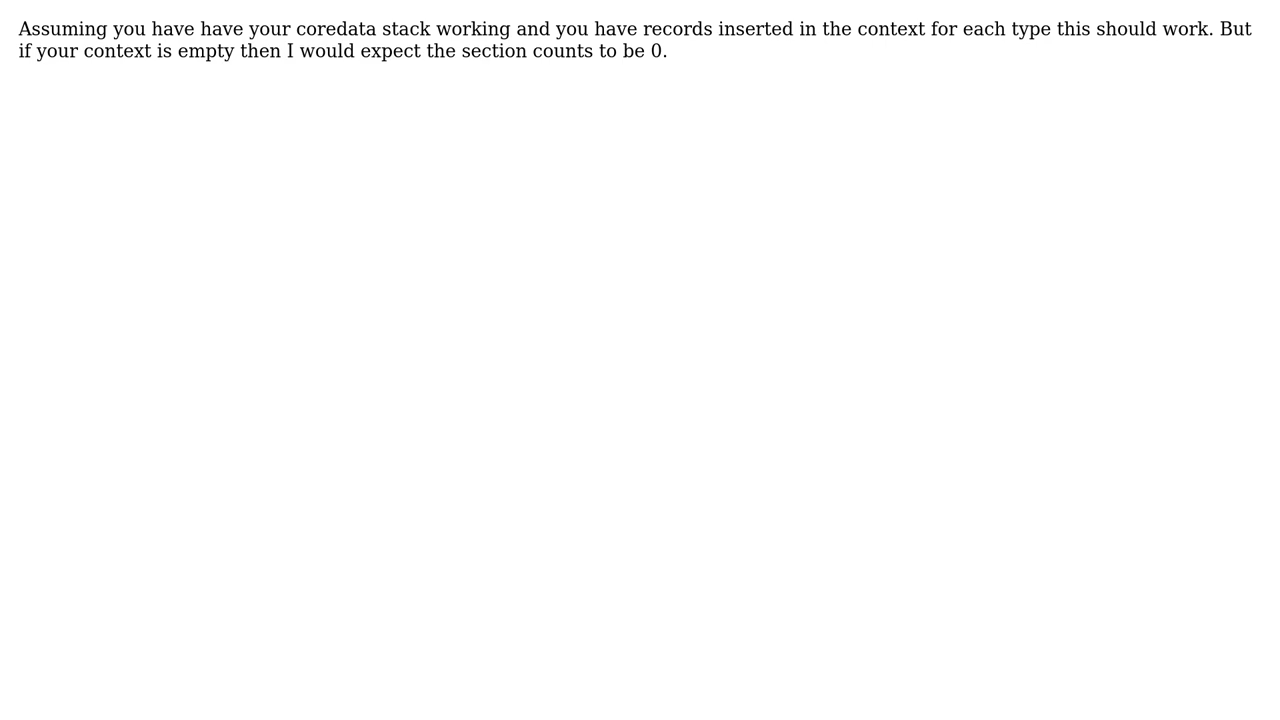 Assuming you have have your coredata stack working and you have records inserted in the context for each type this should work. But
if your context is empty then I would expect the section counts to be 0.